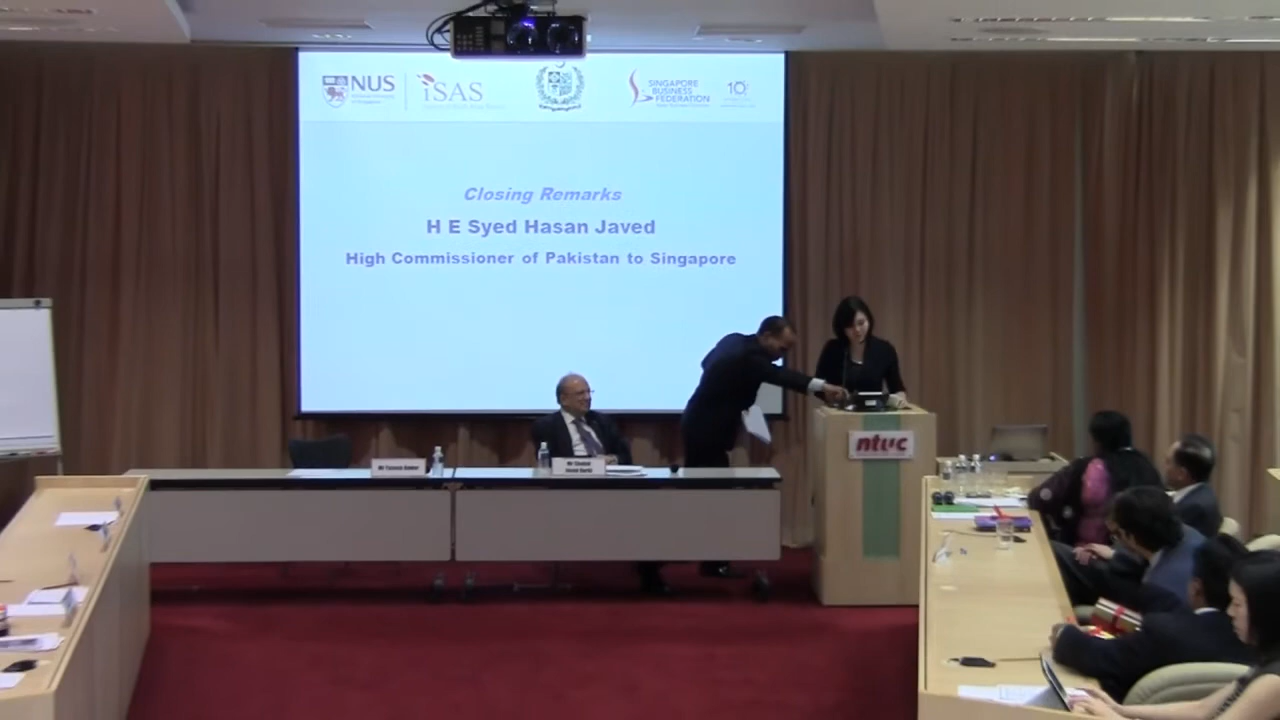 NUS
iSAS
SINGAPORE
BUSINESS
FEDERATION
10
Closing Remarks
H E Syed Hasan Javed
High Commissioner of Pakistan to Singapore
ntuc